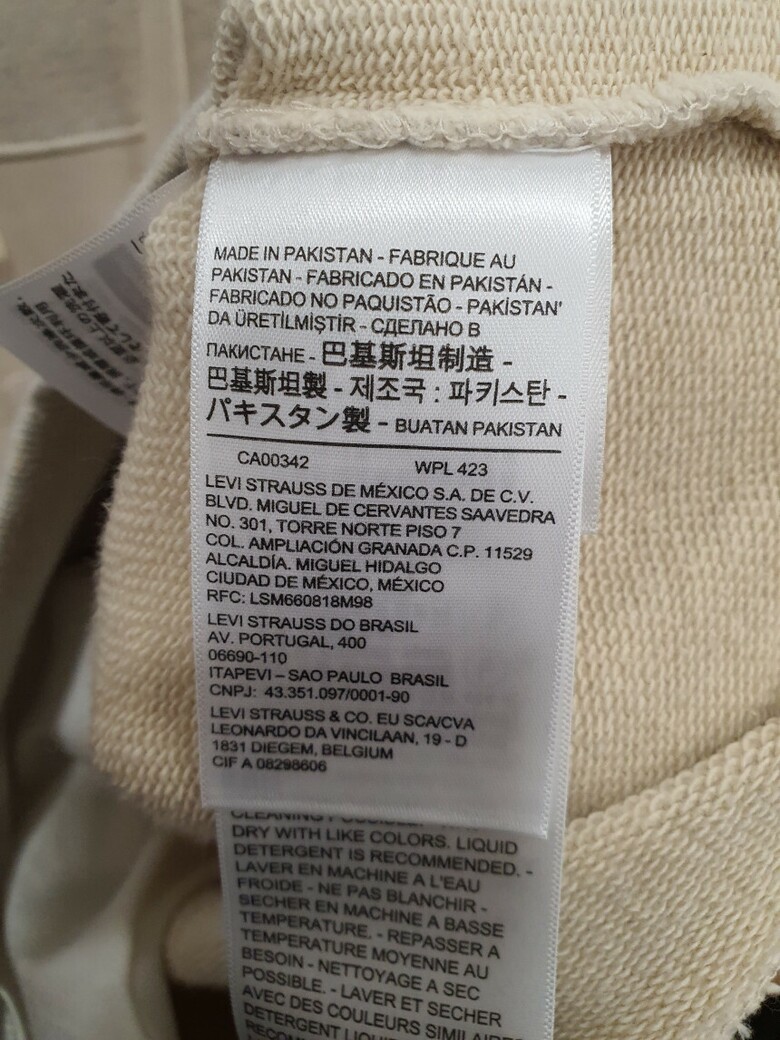 MADE IN PAKISTAN - FABRIQUE AU
PAKISTAN - FABRICADO EN PAKISTÁN -
FABRICADO NO PAQUISTÃO - PAKİSTAN'
DA ÜRETİLMİŞTİR - СДЕЛАНО В
ПАКИСТАНЕ - 巴基斯坦制造 -
巴基斯坦製 - 제조국 : 파키스탄 -
パキスタン製 - BUATAN PAKISTAN
CA00342 WPL 423
LEVI STRAUSS DE MÉXICO S.A. DE C.V.
BLVD. MIGUEL DE CERVANTES SAAVEDRA
NO. 301, TORRE NORTE PISO 7
COL. AMPLIACIÓN GRANADA C.P. 11529
ALCALDÍA. MIGUEL HIDALGO
CIUDAD DE MÉXICO, MÉXICO
RFC: LSM660818M98
LEVI STRAUSS DO BRASIL
AV. PORTUGAL, 400
06690-110
ITAPEVI – SAO PAULO BRASIL
CNPJ: 43.351.097/0001-90
LEVI STRAUSS & CO. EU SCA/CVA
LEONARDO DA VINCILAAN, 19 - D
1831 DIEGEM, BELGIUM
CIF A 08298606
CLEANING
DRY WITH LIKE COLORS. LIQUID
DETERGENT IS RECOMMENDED. -
LAVER EN MACHINE A L'EAU
FROIDE - NE PAS BLANCHIR -
SECHER EN MACHINE A BASSE
TEMPERATURE. - REPASSER A
TEMPERATURE MOYENNE AU
BESOIN - NETTOYAGE A SEC
POSSIBLE. - LAVER ET SECHER
AVEC DES COULEURS SIMILAIRES
DETERGENT